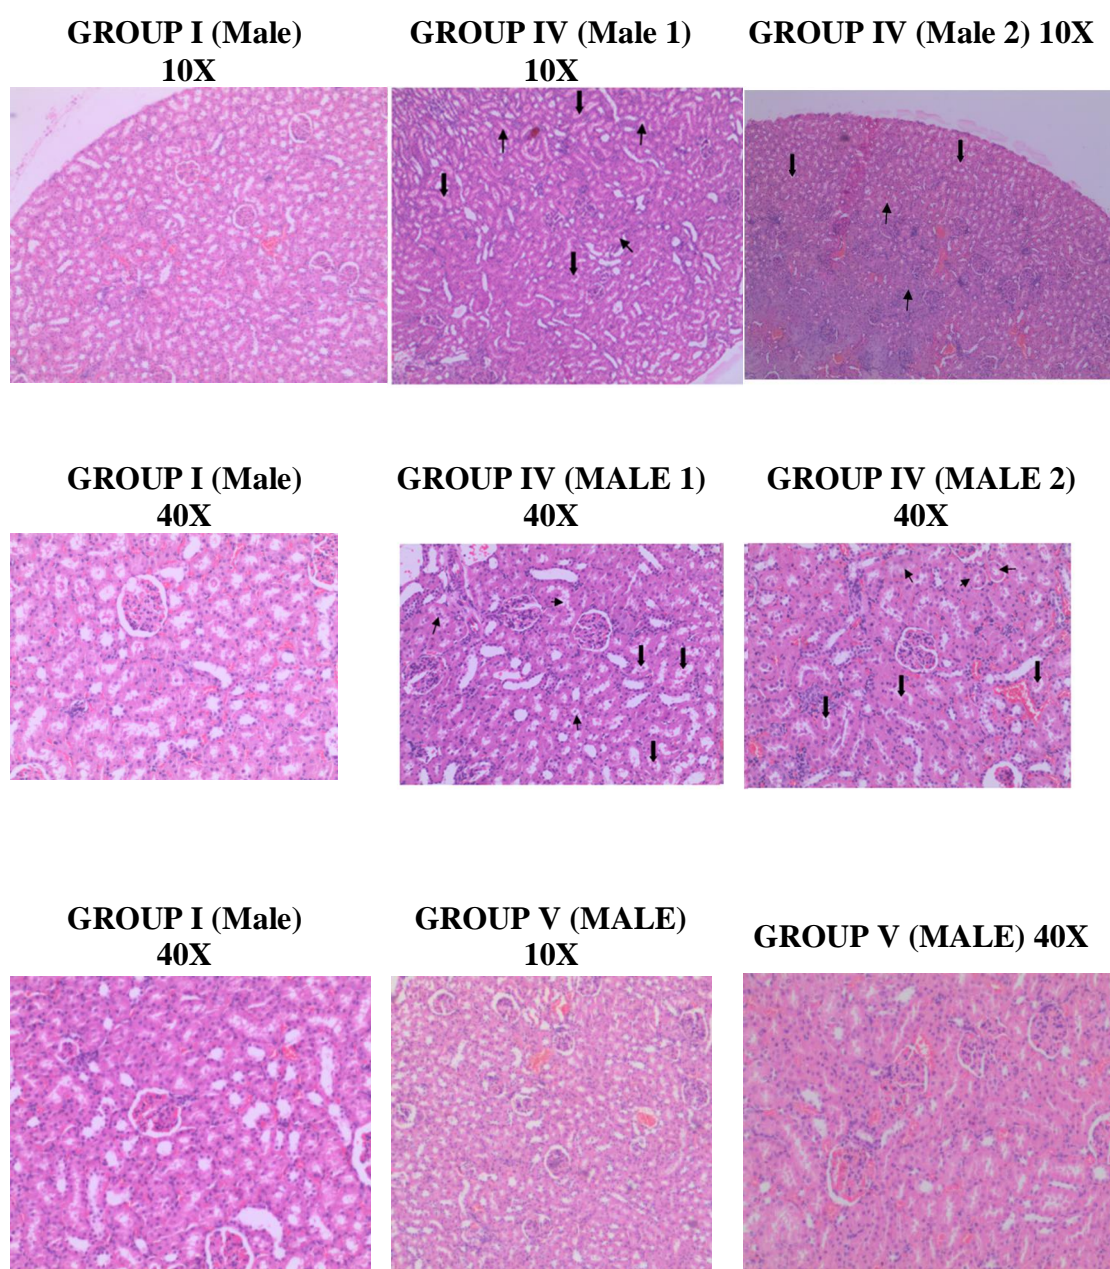 GROUP I (Male)
10X
GROUP IV (Male 1)
10X
GROUP IV (Male 2) 10X
GROUP I (Male)
40X
GROUP IV (MALE 1)
40X
GROUP IV (MALE 2)
40X
GROUP I (Male)
40X
GROUP V (MALE)
10X
GROUP V (MALE) 40X